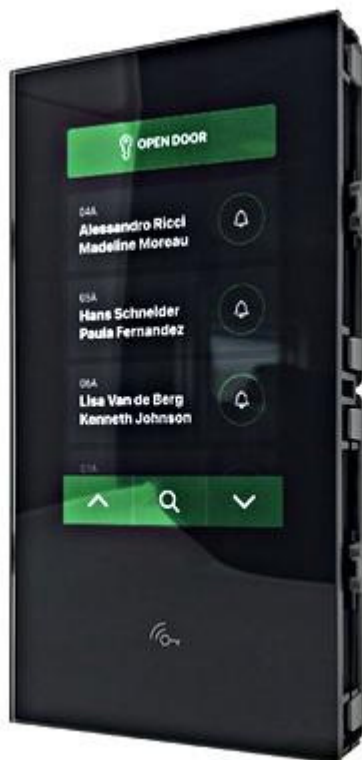 OPEN DOOR
04A
Alessandro Ricci
Madeline Moreau
05A
Hans Schneider
Paula Fernandez
06A
Lisa Van de Berg
Kenneth Johnson
07A